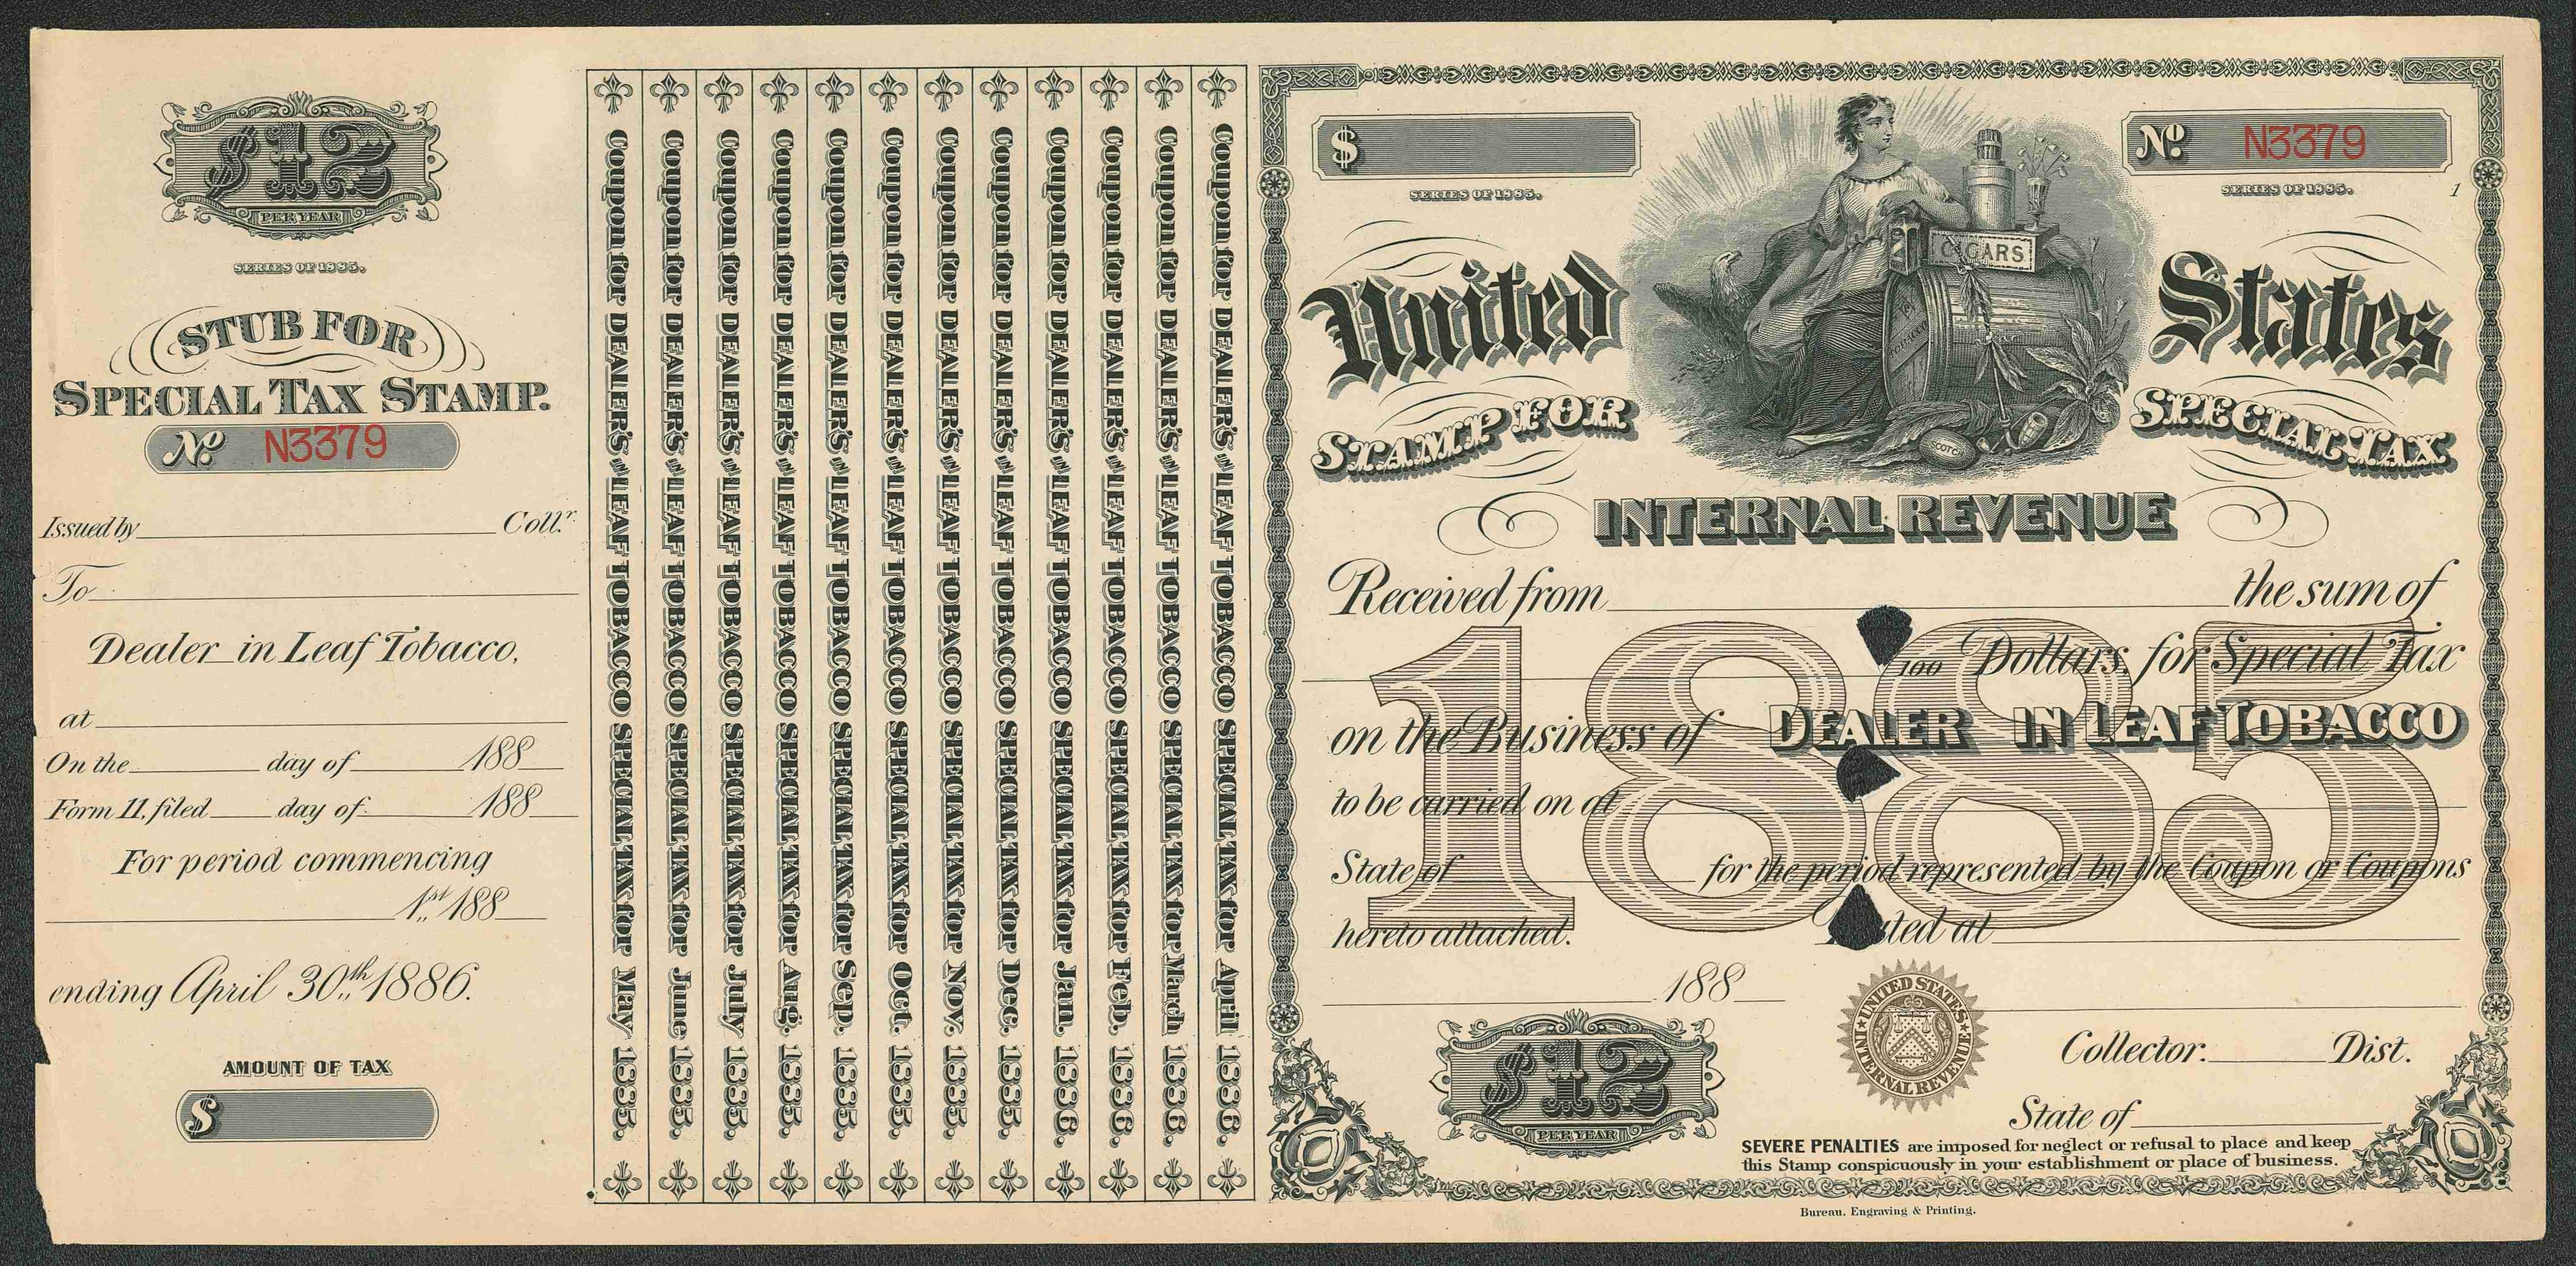 $12
PER YEAR
SERIES OF 1885.
STUB FOR
SPECIAL TAX STAMP.
No. N3379
Issued by Collr.
To
Dealer in Leaf Tobacco,
at
On the day of 188
Form 11, filed day of 188
For period commencing
1st 188
ending April 30th 1886.
AMOUNT OF TAX
$
Coupon for DEALER'S in LEAF TOBACCO SPECIAL TAX for May 1885.
Coupon for DEALER'S in LEAF TOBACCO SPECIAL TAX for June 1885.
Coupon for DEALER'S in LEAF TOBACCO SPECIAL TAX for July 1885.
Coupon for DEALER'S in LEAF TOBACCO SPECIAL TAX for Aug. 1885.
Coupon for DEALER'S in LEAF TOBACCO SPECIAL TAX for Sep. 1885.
Coupon for DEALER'S in LEAF TOBACCO SPECIAL TAX for Oct. 1885.
Coupon for DEALER'S in LEAF TOBACCO SPECIAL TAX for Nov. 1885.
Coupon for DEALER'S in LEAF TOBACCO SPECIAL TAX for Dec. 1885.
Coupon for DEALER'S in LEAF TOBACCO SPECIAL TAX for Jan. 1886.
Coupon for DEALER'S in LEAF TOBACCO SPECIAL TAX for Feb. 1886.
Coupon for DEALER'S in LEAF TOBACCO SPECIAL TAX for March 1886.
Coupon for DEALER'S in LEAF TOBACCO SPECIAL TAX for April 1886.
$
SERIES OF 1885.
No. N3379
SERIES OF 1885.
1
CIGARS
TOBACCO
SCOTCH
United States
STAMP FOR SPECIAL TAX
INTERNAL REVENUE
1885
Received from the sum of
100 Dollars, for Special Tax
on the Business of DEALER IN LEAF TOBACCO
to be carried on at
State of for the period represented by the Coupon or Coupons
hereto attached. Dated at
188
$12
PER YEAR
UNITED STATES INTERNAL REVENUE
Collector. Dist.
State of
SEVERE PENALTIES are imposed for neglect or refusal to place and keep
this Stamp conspicuously in your establishment or place of business.
Bureau, Engraving & Printing.